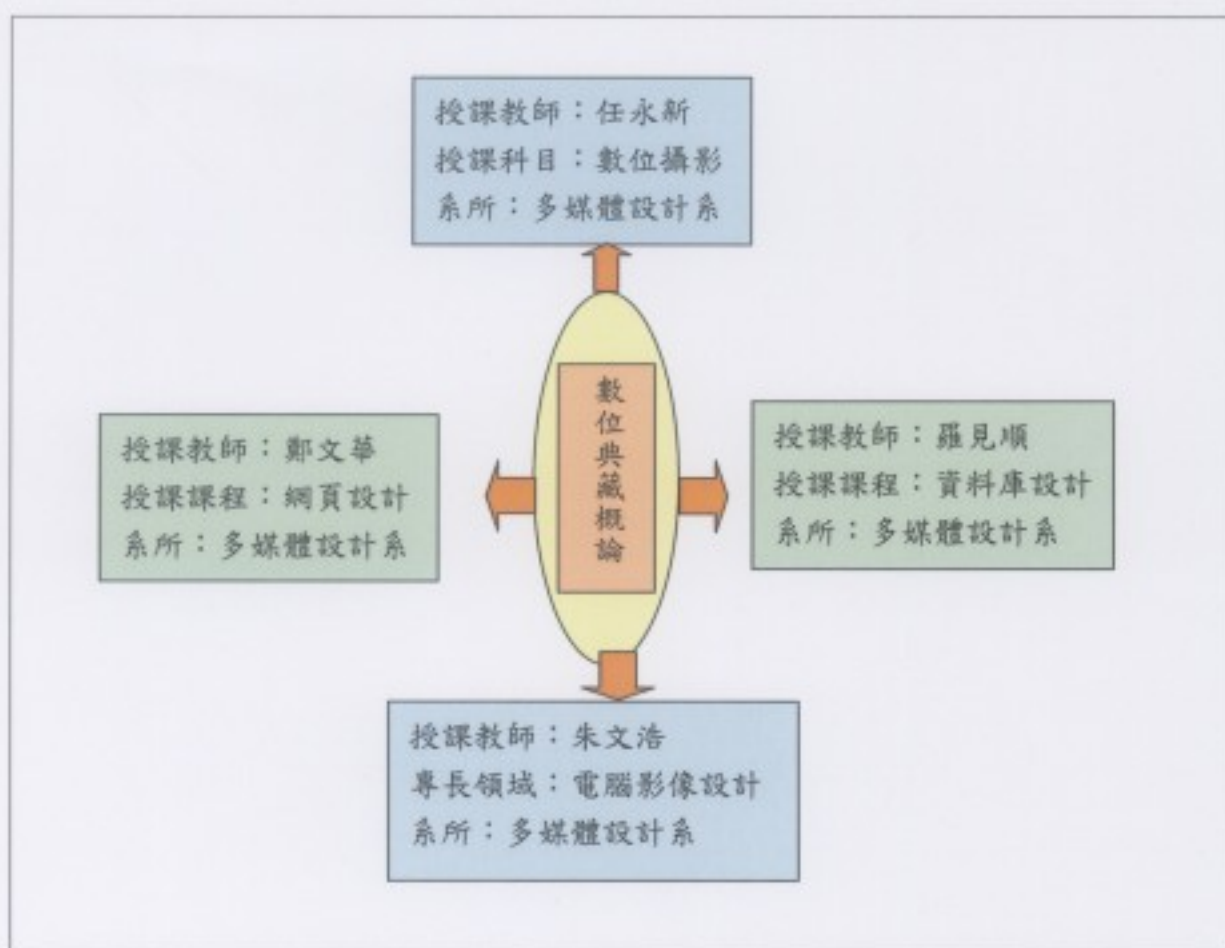 授課教師：任永新
授課科目：數位攝影
系所：多媒體設計系
授課教師：鄭文華
授課課程：網頁設計
系所：多媒體設計系
數位典藏概論
授課教師：羅見順
授課課程：資料庫設計
系所：多媒體設計系
授課教師：朱文浩
專長領域：電腦影像設計
系所：多媒體設計系